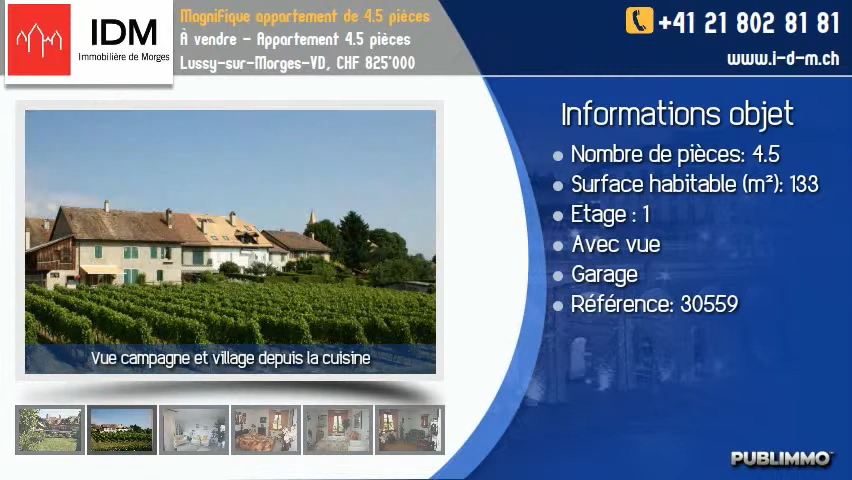 IDM
Immobilière de Morges
Magnifique appartement de 4.5 pièces
À vendre - Appartement 4.5 pièces
Lussy-sur-Morges-VD, CHF 825'000
+41 21 802 81 81
www.i-d-m.ch
Vue campagne et village depuis la cuisine
Informations objet
Nombre de pièces: 4.5
Surface habitable (m²): 133
Etage : 1
Avec vue
Garage
Référence: 30559
PUBLIMMO